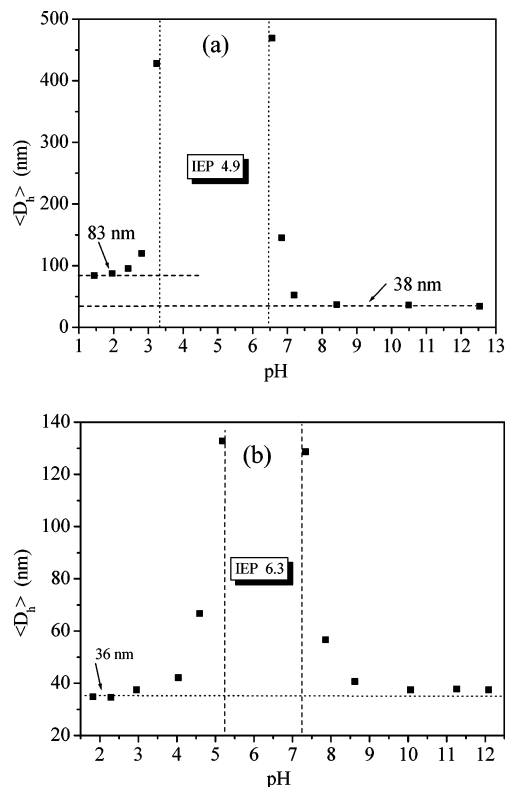 500
(a)
400
300
IEP 4.9
200
83 nm
100
38 nm
0
1 2 3 4 5 6 7 8 9 10 11 12 13
pH
<D_h> (nm)
140
(b)
120
100
IEP 6.3
80
60
36 nm
40
20
2 3 4 5 6 7 8 9 10 11 12
pH
<D_h> (nm)